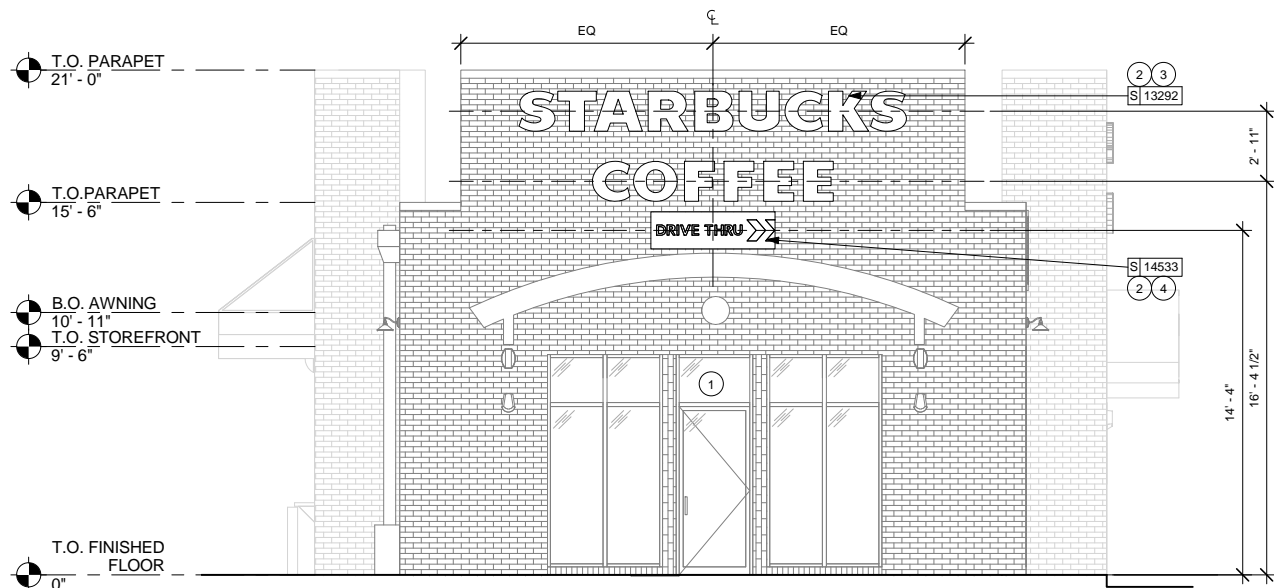 ℄
EQ EQ
T.O. PARAPET
21' - 0"
2 3
S 13292
STARBUCKS
COFFEE
2' - 11"
T.O.PARAPET
15' - 6"
DRIVE THRU
S 14533
2 4
B.O. AWNING
10' - 11"
T.O. STOREFRONT
9' - 6"
1
14' - 4"
16' - 4 1/2"
T.O. FINISHED
FLOOR
0"